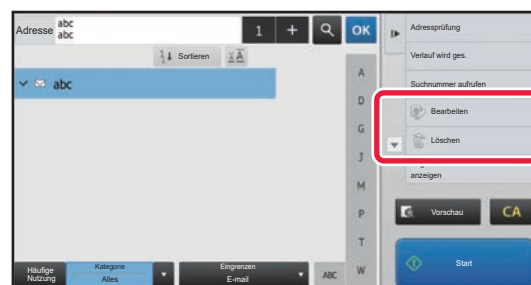 Adresse abc
abc
1
+
OK
Sortieren
abc
A
D
G
J
M
P
T
W
Häufige
Nutzung
Kategorie
Alles
Eingrenzen
E-mail
ABC
Adressprüfung
Verlauf wird ges.
Suchnummer aufrufen
Bearbeiten
Löschen
anzeigen
Vorschau
CA
Start